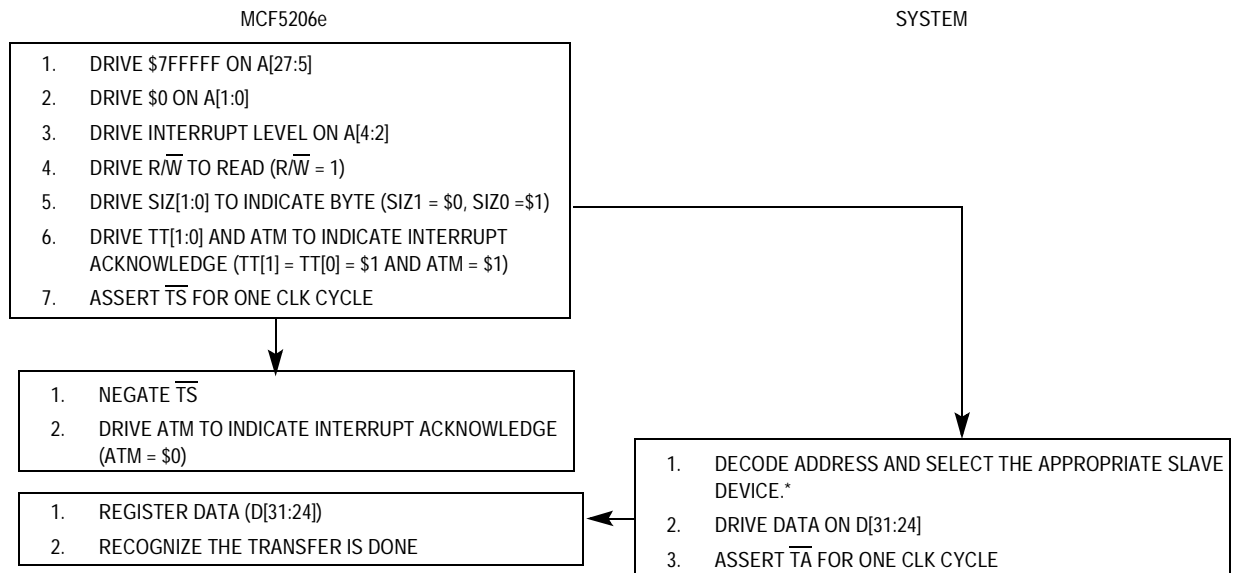 MCF5206e
SYSTEM
1. DRIVE $7FFFFF ON A[27:5]
2. DRIVE $0 ON A[1:0]
3. DRIVE INTERRUPT LEVEL ON A[4:2]
4. DRIVE R/W̅ TO READ (R/W̅ = 1)
5. DRIVE SIZ[1:0] TO INDICATE BYTE (SIZ1 = $0, SIZ0 =$1)
6. DRIVE TT[1:0] AND ATM TO INDICATE INTERRUPT
ACKNOWLEDGE (TT[1] = TT[0] = $1 AND ATM = $1)
7. ASSERT T̅S̅ FOR ONE CLK CYCLE
1. NEGATE T̅S̅
2. DRIVE ATM TO INDICATE INTERRUPT ACKNOWLEDGE
(ATM = $0)
1. DECODE ADDRESS AND SELECT THE APPROPRIATE SLAVE
DEVICE.*
2. DRIVE DATA ON D[31:24]
3. ASSERT T̅A̅ FOR ONE CLK CYCLE
1. REGISTER DATA (D[31:24])
2. RECOGNIZE THE TRANSFER IS DONE